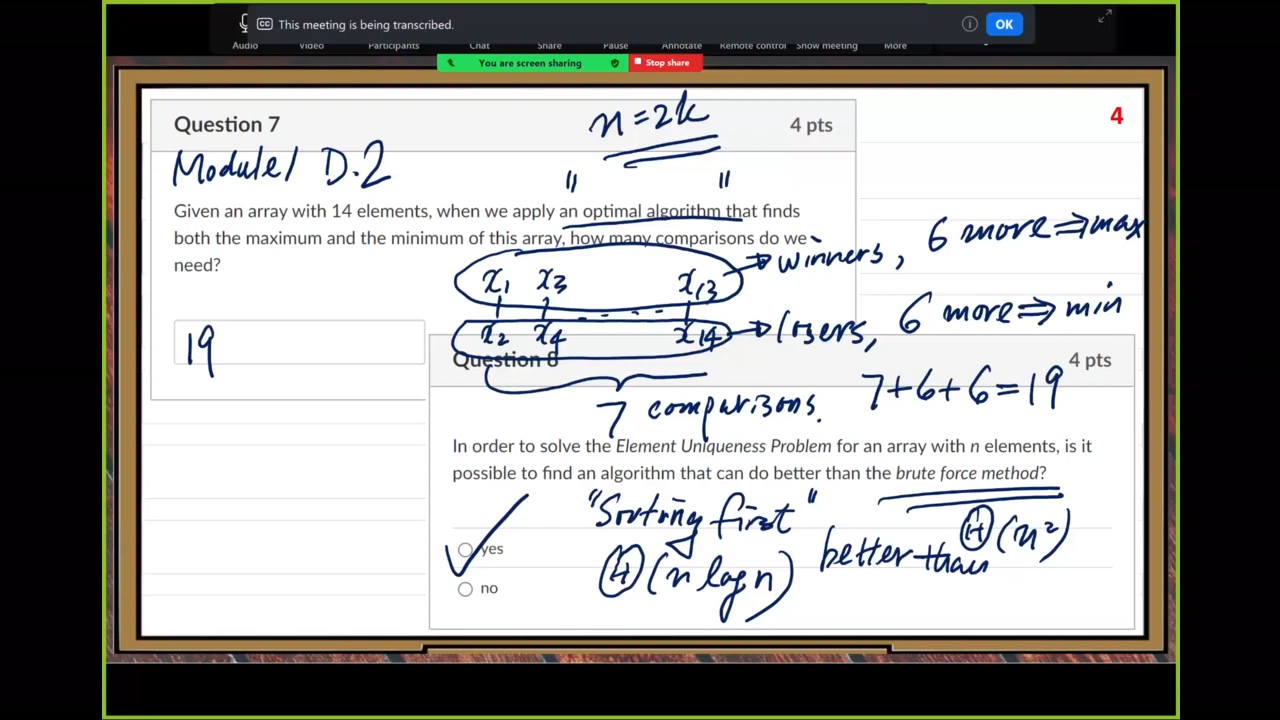 CC This meeting is being transcribed.
OK
Audio Video Participants Chat Share Pause Annotate Remote control Show meeting More
You are screen sharing
Stop share
4
Question 7
n=2k
4 pts
Module1 D.2
" "
Given an array with 14 elements, when we apply an optimal algorithm that finds
both the maximum and the minimum of this array, how many comparisons do we
need?
x1 x3 x13 → winners, 6 more ⇒ max
x2 x4 - - - - x14 → losers, 6 more ⇒ min
19
Question 8
4 pts
7 comparisons.
7+6+6=19
In order to solve the Element Uniqueness Problem for an array with n elements, is it
possible to find an algorithm that can do better than the brute force method?
"Sorting first"
yes
Θ(n log n) better than Θ(n²)
no